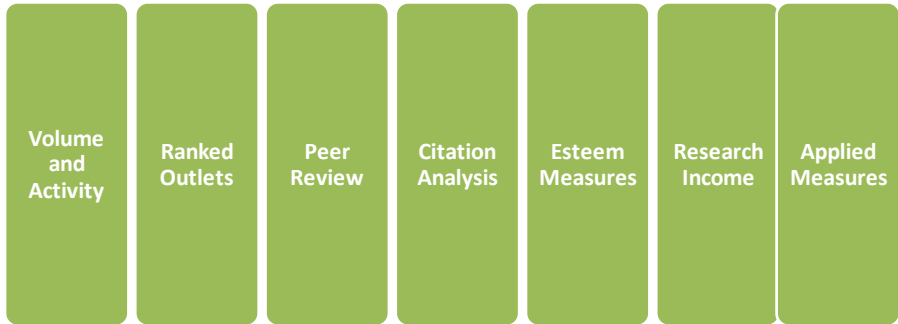 Volume
and
Activity
Ranked
Outlets
Peer
Review
Citation
Analysis
Esteem
Measures
Research
Income
Applied
Measures